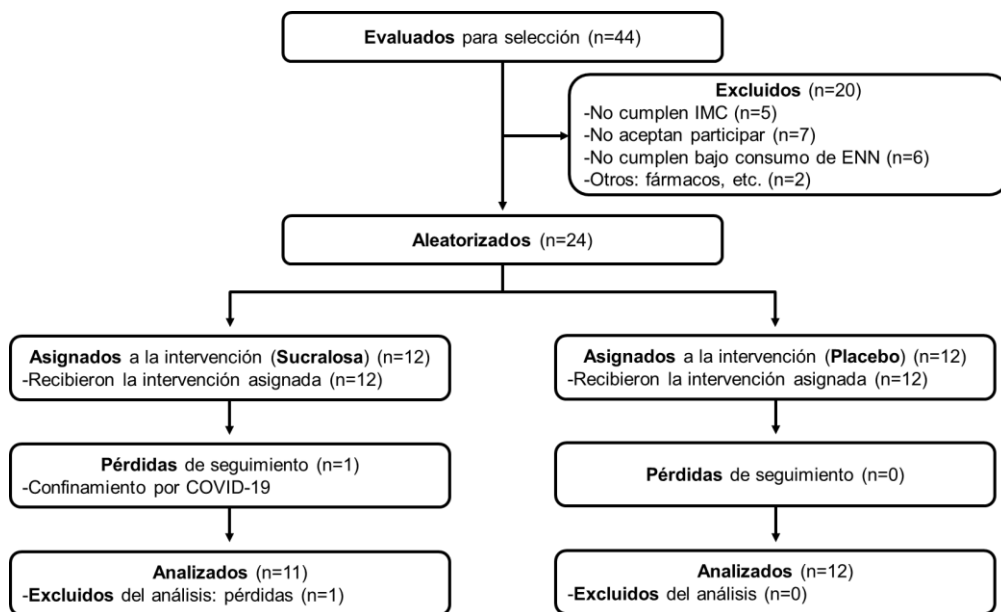 Evaluados para selección (n=44)
Excluidos (n=20)
-No cumplen IMC (n=5)
-No aceptan participar (n=7)
-No cumplen bajo consumo de ENN (n=6)
-Otros: fármacos, etc. (n=2)
Aleatorizados (n=24)
Asignados a la intervención (Sucralosa) (n=12)
-Recibieron la intervención asignada (n=12)
Asignados a la intervención (Placebo) (n=12)
-Recibieron la intervención asignada (n=12)
Pérdidas de seguimiento (n=1)
-Confinamiento por COVID-19
Pérdidas de seguimiento (n=0)
Analizados (n=11)
-Excluidos del análisis: pérdidas (n=1)
Analizados (n=12)
-Excluidos del análisis (n=0)